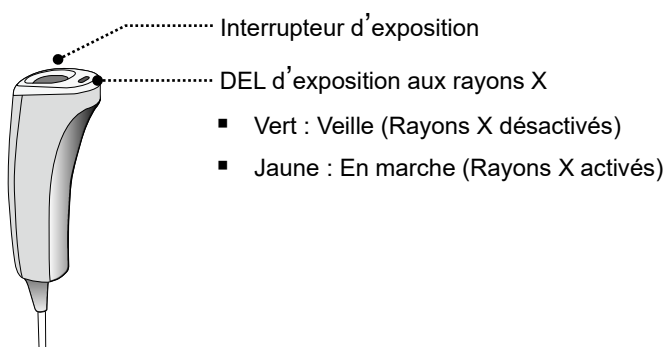 Interrupteur d’exposition
DEL d’exposition aux rayons X
▪ Vert : Veille (Rayons X désactivés)
▪ Jaune : En marche (Rayons X activés)